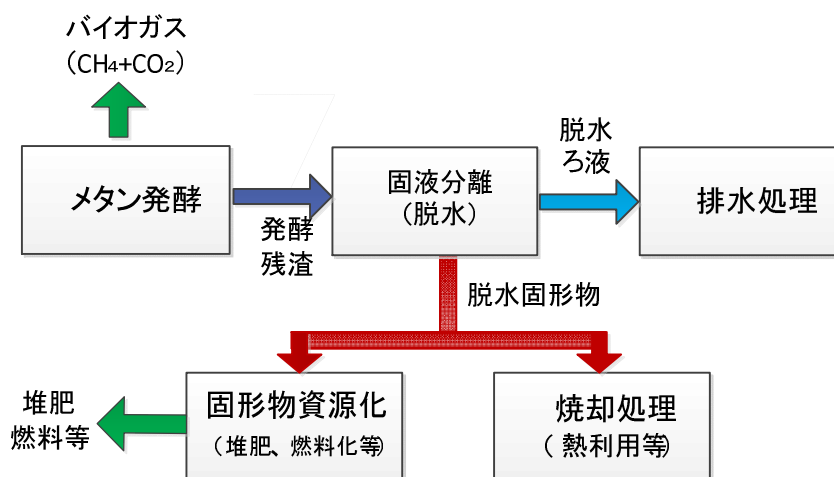 バイオガス
（CH₄+CO₂）
メタン発酵
発酵
残渣
固液分離
（脱水）
脱水
ろ液
排水処理
脱水固形物
固形物資源化
（堆肥、燃料化等）
堆肥
燃料等
焼却処理
（熱利用等）